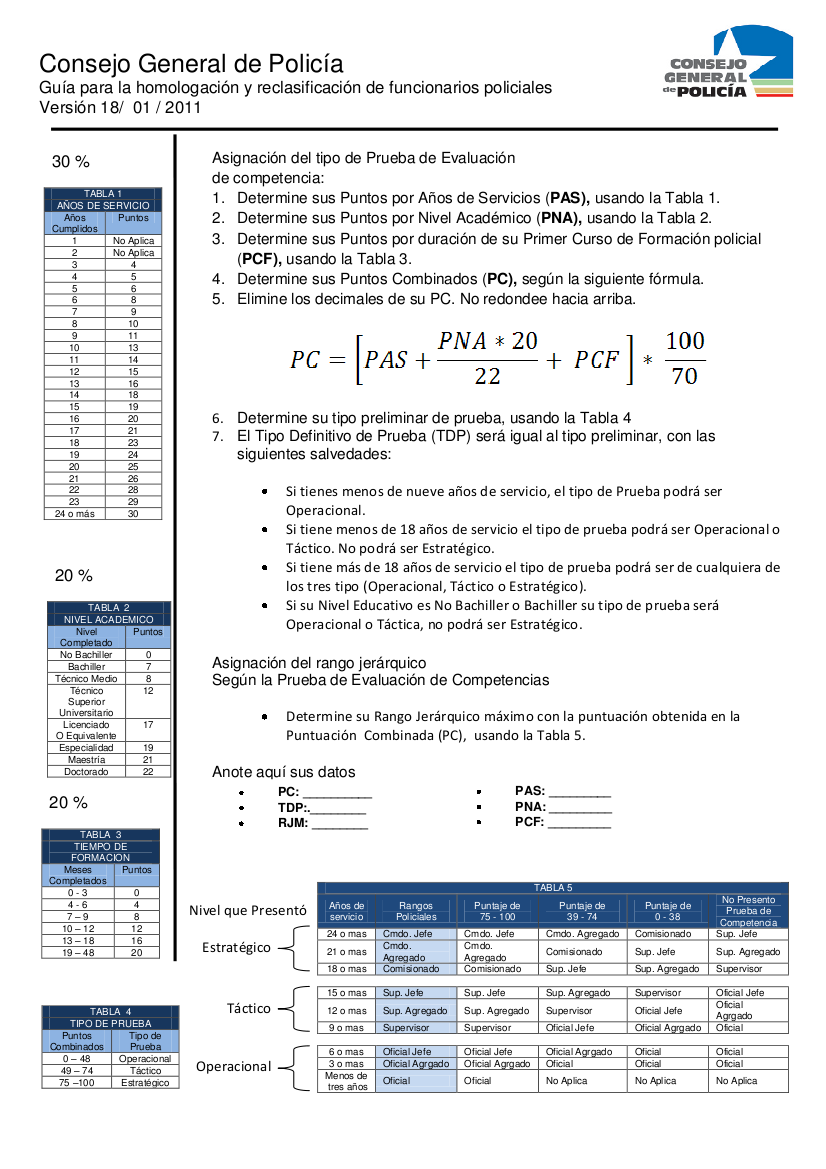 Consejo General de Policía
Guía para la homologación y reclasificación de funcionarios policiales
Versión 18/ 01 / 2011
CONSEJO
GENERAL
de POLICÍA
30 %
TABLA 1
AÑOS DE SERVICIO
Años Cumplidos Puntos
1 No Aplica
2 No Aplica
3 4
4 5
5 6
6 8
7 9
8 10
9 11
10 13
11 14
12 15
13 16
14 18
15 19
16 20
17 21
18 23
19 24
20 25
21 26
22 28
23 29
24 o más 30
20 %
TABLA 2
NIVEL ACADEMICO
Nivel Completado Puntos
No Bachiller 0
Bachiller 7
Técnico Medio 8
Técnico Superior Universitario 12
Licenciado O Equivalente 17
Especialidad 19
Maestría 21
Doctorado 22
20 %
TABLA 3
TIEMPO DE
FORMACION
Meses Completados Puntos
0 - 3 0
4 - 6 4
7 – 9 8
10 – 12 12
13 – 18 16
19 – 48 20
TABLA 4
TIPO DE PRUEBA
Puntos Combinados Tipo de Prueba
0 – 48 Operacional
49 – 74 Táctico
75 –100 Estratégico
Asignación del tipo de Prueba de Evaluación
de competencia:
1. Determine sus Puntos por Años de Servicios (PAS), usando la Tabla 1.
2. Determine sus Puntos por Nivel Académico (PNA), usando la Tabla 2.
3. Determine sus Puntos por duración de su Primer Curso de Formación policial
(PCF), usando la Tabla 3.
4. Determine sus Puntos Combinados (PC), según la siguiente fórmula.
5. Elimine los decimales de su PC. No redondee hacia arriba.
PC = [PAS + PNA ∗ 20 / 22 + PCF] ∗ 100 / 70
6. Determine su tipo preliminar de prueba, usando la Tabla 4
7. El Tipo Definitivo de Prueba (TDP) será igual al tipo preliminar, con las
siguientes salvedades:
• Si tienes menos de nueve años de servicio, el tipo de Prueba podrá ser
Operacional.
• Si tiene menos de 18 años de servicio el tipo de prueba podrá ser Operacional o
Táctico. No podrá ser Estratégico.
• Si tiene más de 18 años de servicio el tipo de prueba podrá ser de cualquiera de
los tres tipo (Operacional, Táctico o Estratégico).
• Si su Nivel Educativo es No Bachiller o Bachiller su tipo de prueba será
Operacional o Táctica, no podrá ser Estratégico.
Asignación del rango jerárquico
Según la Prueba de Evaluación de Competencias
• Determine su Rango Jerárquico máximo con la puntuación obtenida en la
Puntuación Combinada (PC), usando la Tabla 5.
Anote aquí sus datos
• PC: __________ • PAS: _________
• TDP:.________ • PNA: _________
• RJM: ________ • PCF: _________
TABLA 5
Nivel que Presentó
Años de servicio Rangos Policiales Puntaje de 75 - 100 Puntaje de 39 - 74 Puntaje de 0 - 38 No Presento Prueba de Competencia
Estratégico
24 o mas Cmdo. Jefe Cmdo. Jefe Cmdo. Agregado Comisionado Sup. Jefe
21 o mas Cmdo. Agregado Cmdo. Agregado Comisionado Sup. Jefe Sup. Agregado
18 o mas Comisionado Comisionado Sup. Jefe Sup. Agregado Supervisor
Táctico
15 o mas Sup. Jefe Sup. Jefe Sup. Agregado Supervisor Oficial Jefe
12 o mas Sup. Agregado Sup. Agregado Supervisor Oficial Jefe Oficial Agrgado
9 o mas Supervisor Supervisor Oficial Jefe Oficial Agrgado Oficial
Operacional
6 o mas Oficial Jefe Oficial Jefe Oficial Agrgado Oficial Oficial
3 o mas Oficial Agrgado Oficial Agrgado Oficial Oficial Oficial
Menos de tres años Oficial Oficial No Aplica No Aplica No Aplica